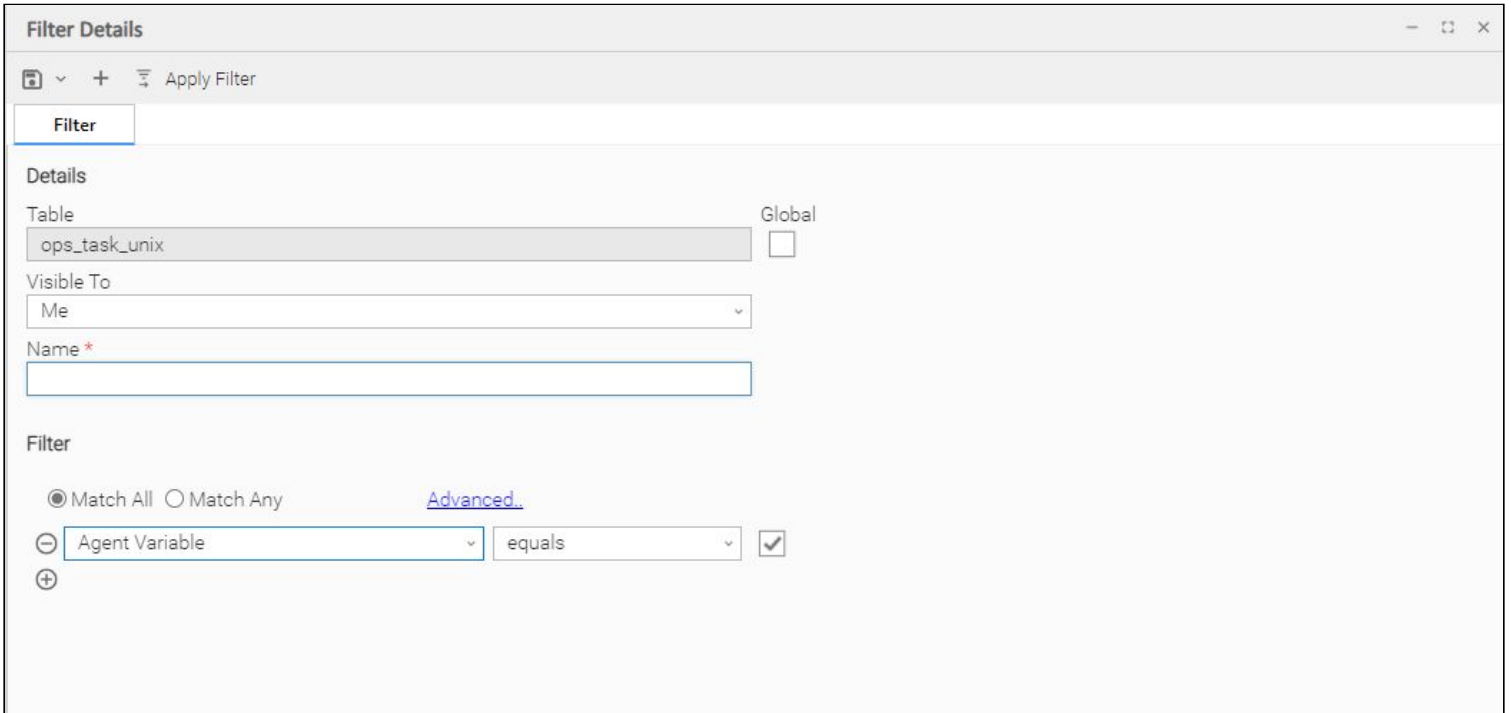 Filter Details
Apply Filter
Filter
Details
Table Global
ops_task_unix
Visible To
Me
Name *
Filter
Match All Match Any Advanced..
Agent Variable equals